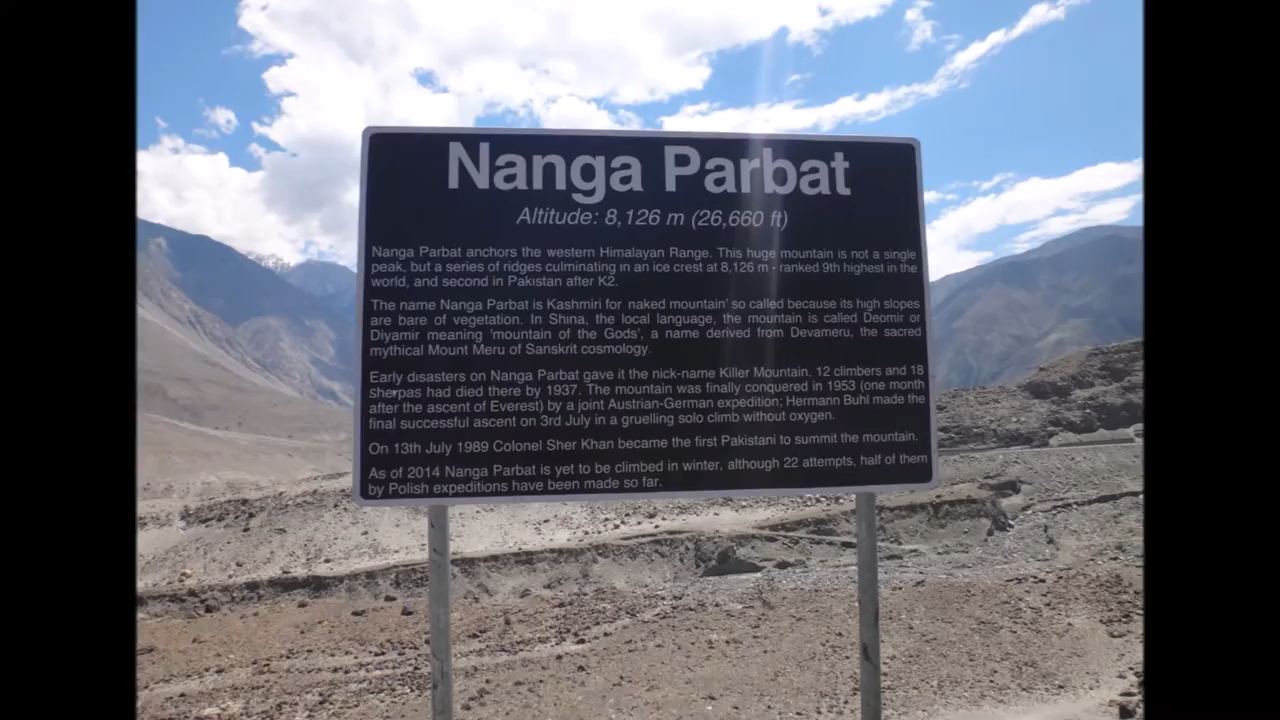 Nanga Parbat
Altitude: 8,126 m (26,660 ft)
Nanga Parbat anchors the western Himalayan Range. This huge mountain is not a single
peak, but a series of ridges culminating in an ice crest at 8,126 m - ranked 9th highest in the
world, and second in Pakistan after K2.
The name Nanga Parbat is Kashmiri for naked mountain' so called because its high slopes
are bare of vegetation. In Shina, the local language, the mountain is called Deomir or
Diyamir meaning 'mountain of the Gods', a name derived from Devameru, the sacred
mythical Mount Meru of Sanskrit cosmology.
Early disasters on Nanga Parbat gave it the nick-name Killer Mountain. 12 climbers and 18
sherpas had died there by 1937. The mountain was finally conquered in 1953 (one month
after the ascent of Everest) by a joint Austrian-German expedition; Hermann Buhl made the
final successful ascent on 3rd July in a gruelling solo climb without oxygen.
On 13th July 1989 Colonel Sher Khan became the first Pakistani to summit the mountain.
As of 2014 Nanga Parbat is yet to be climbed in winter, although 22 attempts, half of them
by Polish expeditions have been made so far.